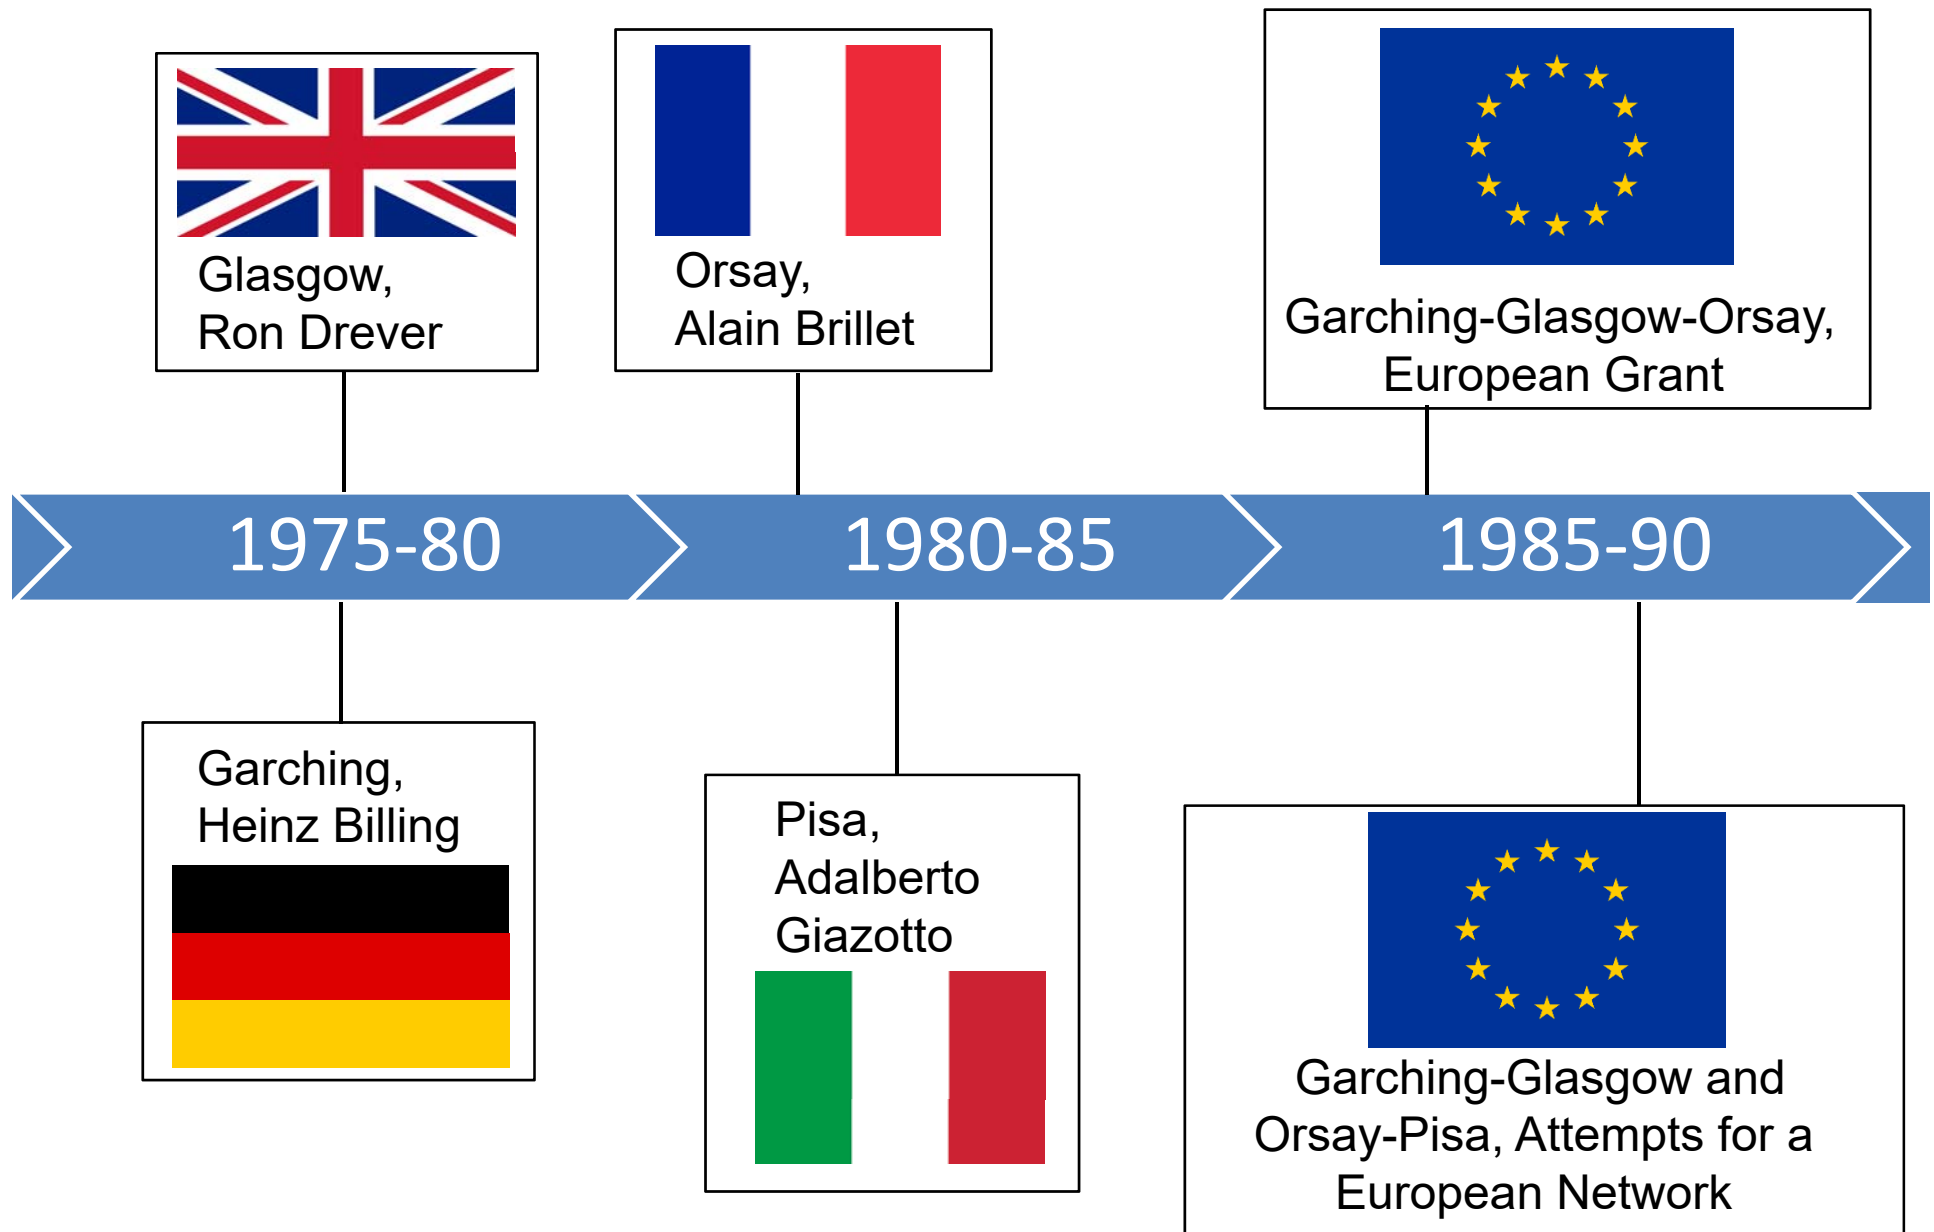 Glasgow,
Ron Drever
Orsay,
Alain Brillet
Garching-Glasgow-Orsay,
European Grant
1975-80
1980-85
1985-90
Garching,
Heinz Billing
Pisa,
Adalberto
Giazotto
Garching-Glasgow and
Orsay-Pisa, Attempts for a
European Network